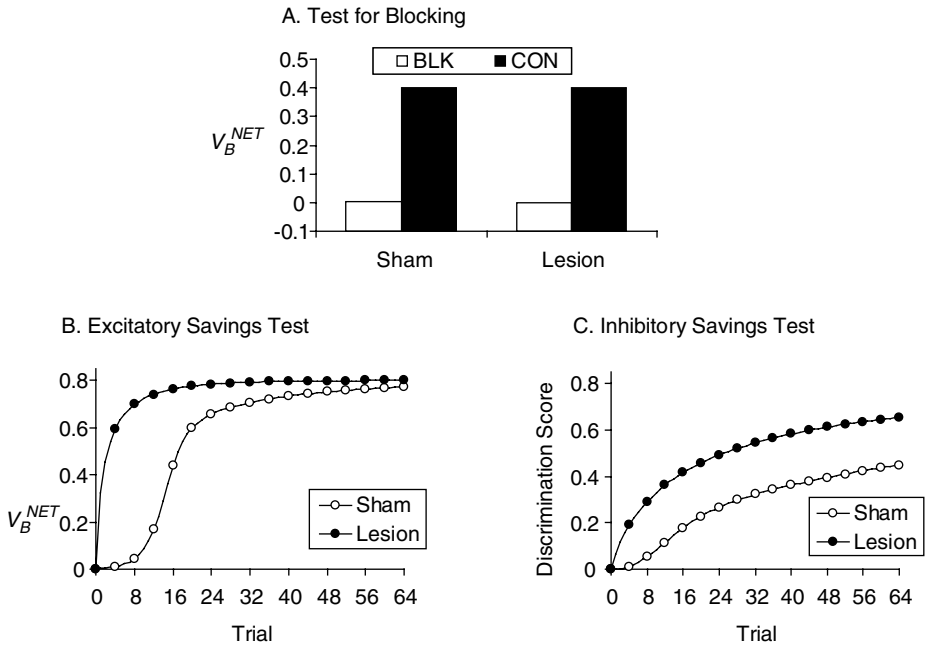 A. Test for Blocking
BLK CON
0.5
0.4
0.3
0.2
0.1
0
-0.1
V_B^NET
Sham Lesion
B. Excitatory Savings Test
0.8
0.6
0.4
0.2
0
V_B^NET
Sham
Lesion
0 8 16 24 32 40 48 56 64
Trial
C. Inhibitory Savings Test
0.8
0.6
0.4
0.2
0
Discrimination Score
Sham
Lesion
0 8 16 24 32 40 48 56 64
Trial